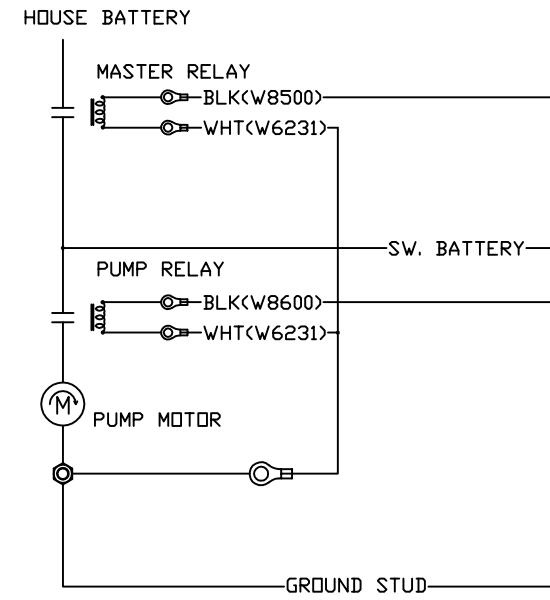 HOUSE BATTERY
MASTER RELAY
BLK(W8500)
WHT(W6231)
SW. BATTERY
PUMP RELAY
BLK(W8600)
WHT(W6231)
M
PUMP MOTOR
GROUND STUD